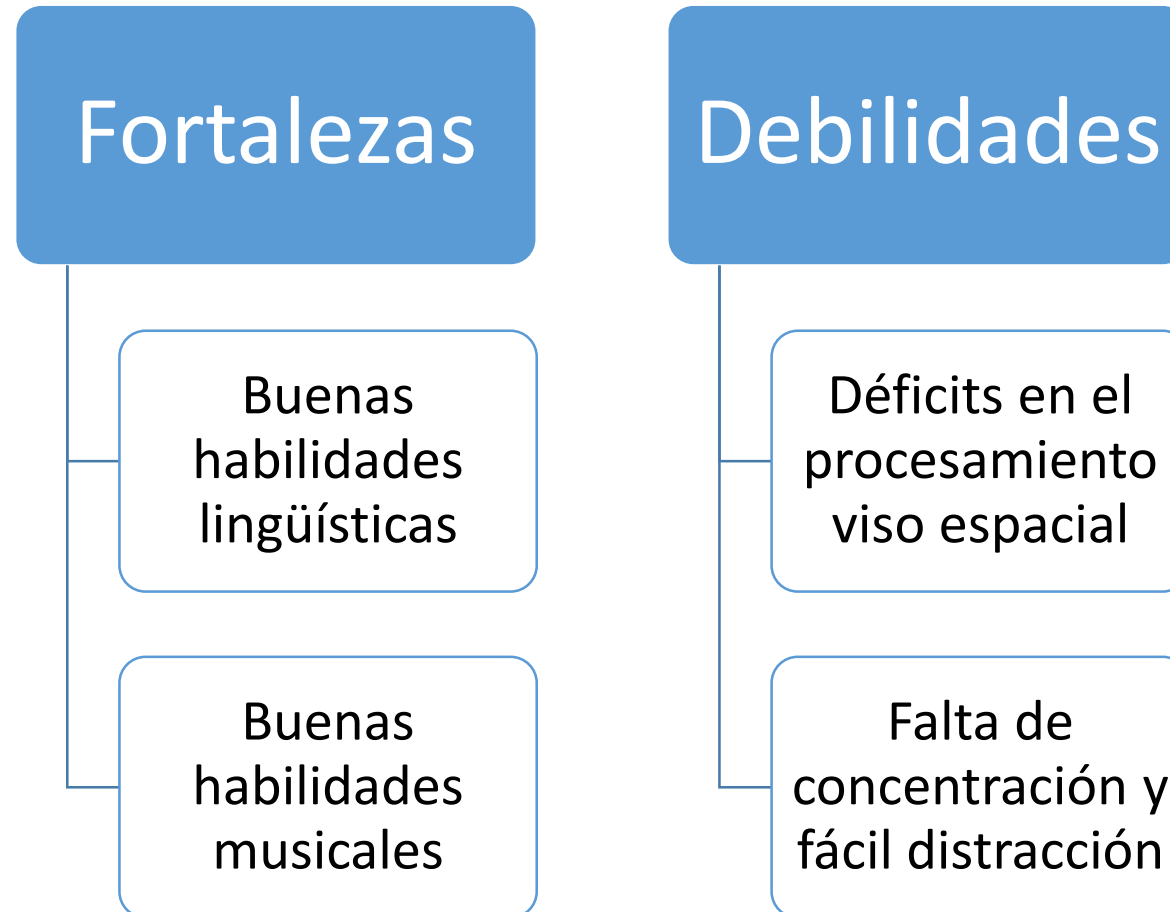 Fortalezas
Buenas
habilidades
lingüísticas
Buenas
habilidades
musicales
Debilidades
Déficits en el
procesamiento
viso espacial
Falta de
concentración y
fácil distracción